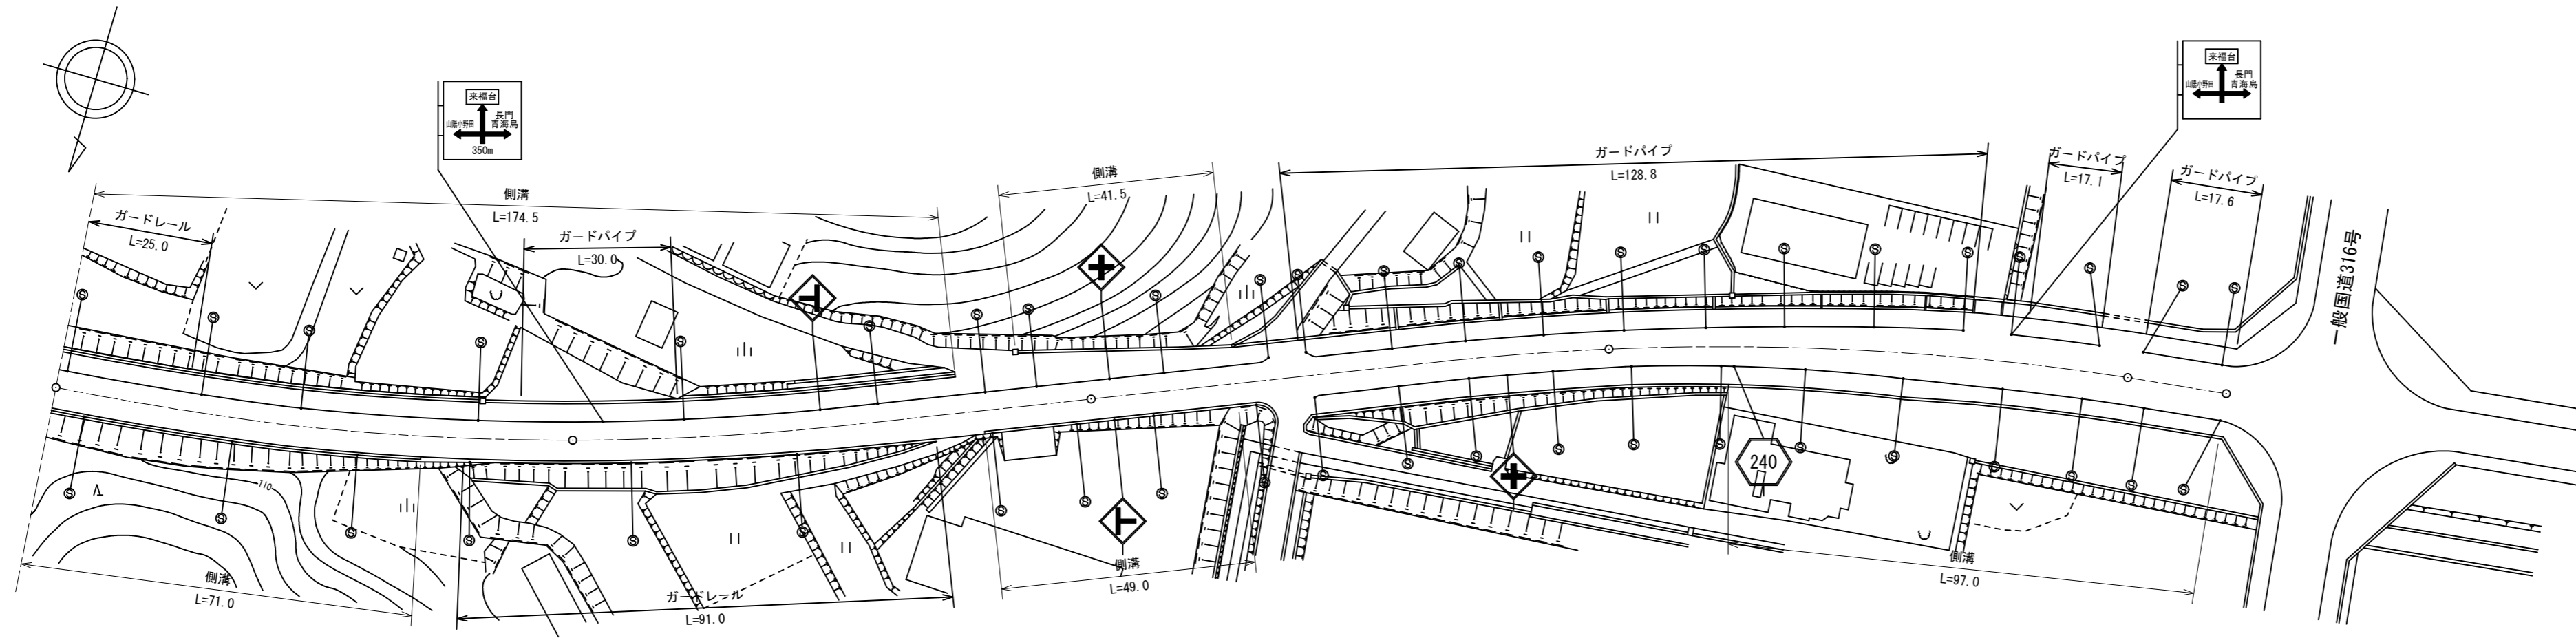 来福台
長門
山陽小野田 青海島
350m
来福台
長門
山陽小野田 青海島
側溝
L=174.5
ガードレール
L=25.0
ガードパイプ
L=30.0
側溝
L=41.5
ガードパイプ
L=128.8
ガードパイプ
L=17.1
ガードパイプ
L=17.6
一般国道316号
110
240
側溝
L=71.0
ガードレール
L=91.0
側溝
L=49.0
側溝
L=97.0